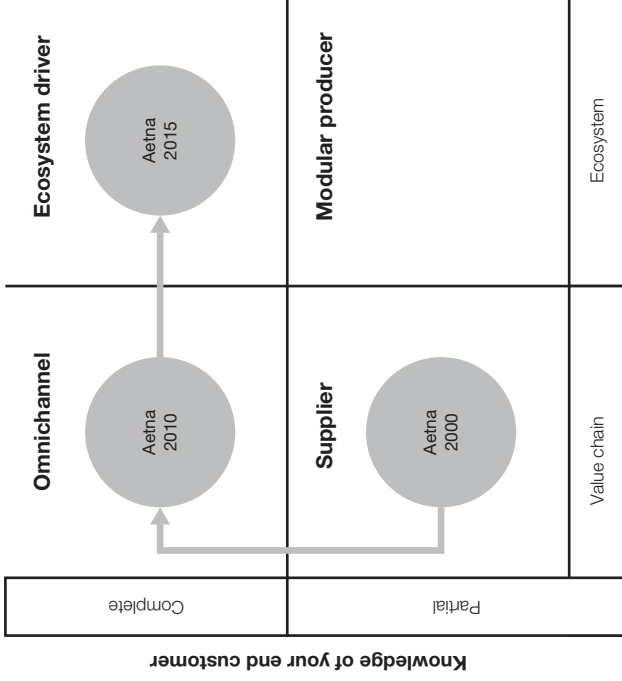 Knowledge of your end customer
Complete
Partial
Omnichannel
Aetna
2010
Ecosystem driver
Aetna
2015
Supplier
Aetna
2000
Modular producer
Value chain
Ecosystem